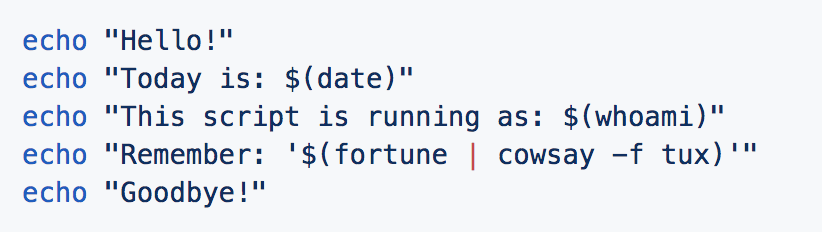 echo "Hello!"
echo "Today is: $(date)"
echo "This script is running as: $(whoami)"
echo "Remember: '$(fortune | cowsay -f tux)'"
echo "Goodbye!"